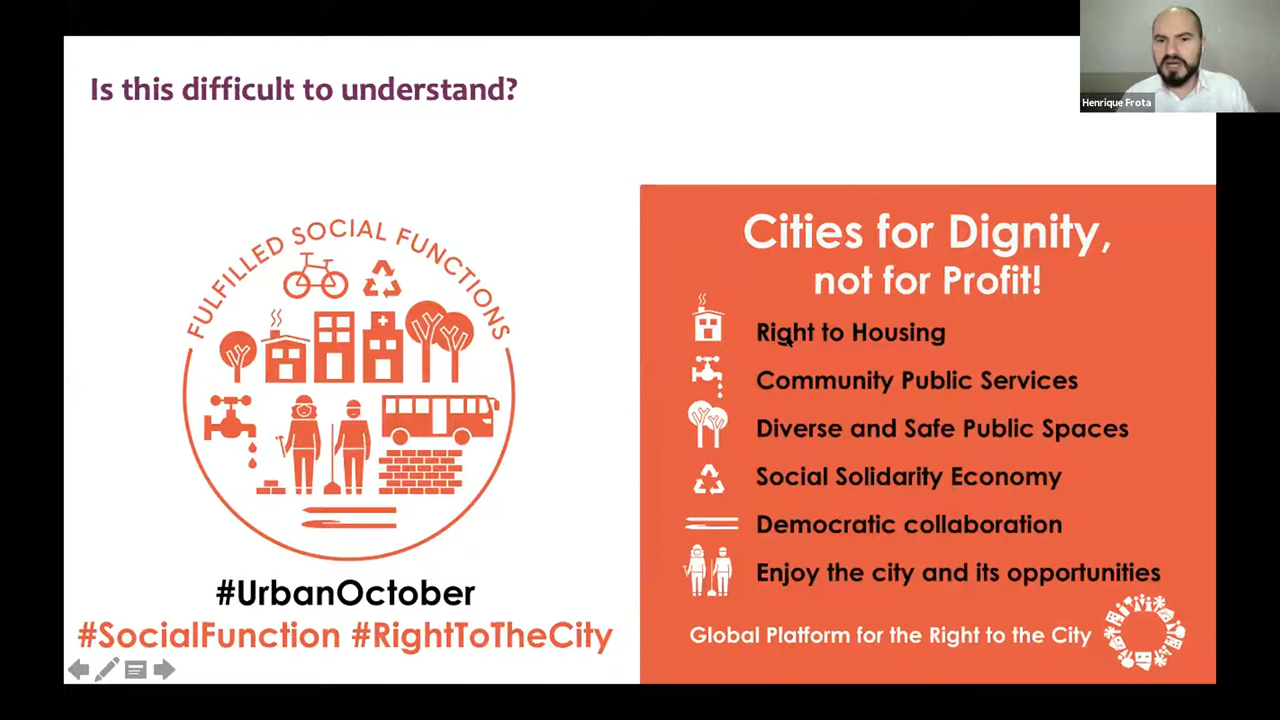 Is this difficult to understand?
Henrique Frota
FULFILLED SOCIAL FUNCTIONS
#UrbanOctober
#SocialFunction #RightToTheCity
Cities for Dignity,
not for Profit!
Right to Housing
Community Public Services
Diverse and Safe Public Spaces
Social Solidarity Economy
Democratic collaboration
Enjoy the city and its opportunities
Global Platform for the Right to the City